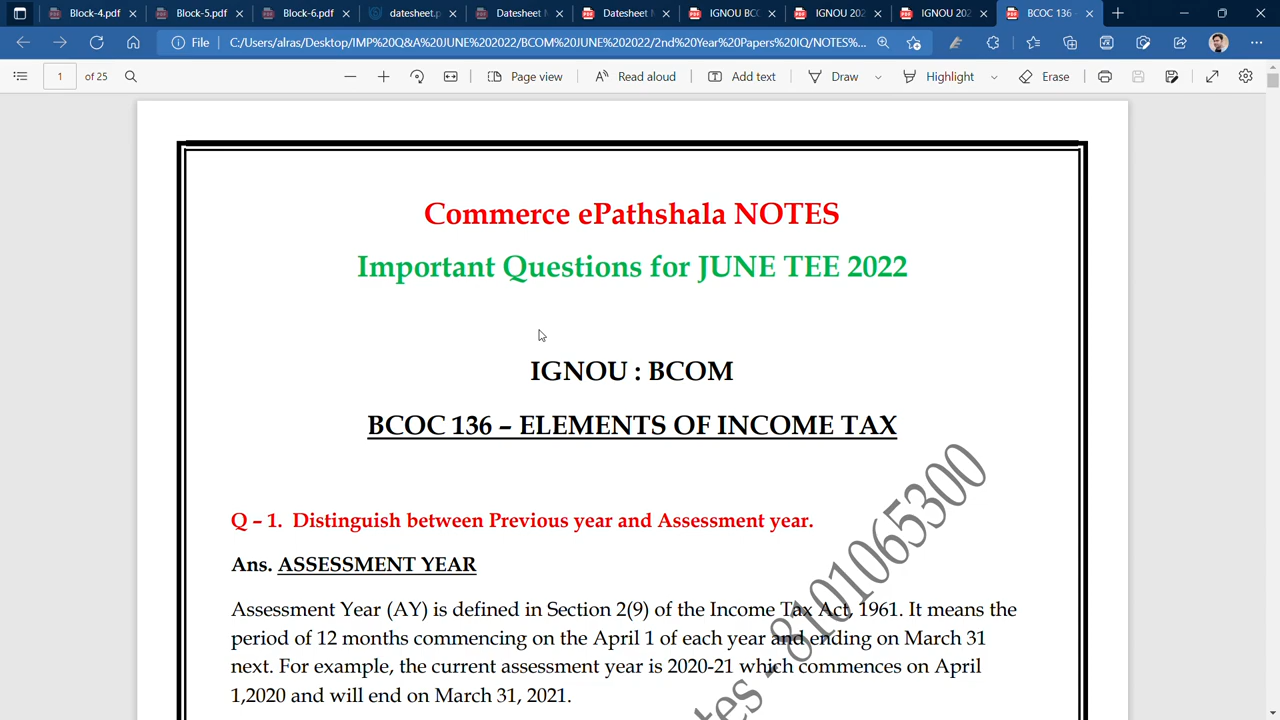 Block-4.pdf
Block-5.pdf
Block-6.pdf
datesheet.p
Datesheet
Datesheet
IGNOU BCO
IGNOU 202
IGNOU 202
BCOC 136
File
C:/Users/alras/Desktop/IMP%20Q&A%20JUNE%202022/BCOM%20JUNE%202022/2nd%20Year%20Papers%20IQ/NOTES%...
1 of 25
Page view
Read aloud
Add text
Draw
Highlight
Erase
Commerce ePathshala NOTES
Important Questions for JUNE TEE 2022
IGNOU : BCOM
BCOC 136 – ELEMENTS OF INCOME TAX
Q – 1. Distinguish between Previous year and Assessment year.
Ans. ASSESSMENT YEAR
Assessment Year (AY) is defined in Section 2(9) of the Income Tax Act, 1961. It means the
period of 12 months commencing on the April 1 of each year and ending on March 31
next. For example, the current assessment year is 2020-21 which commences on April
1,2020 and will end on March 31, 2021.
tes - 8101065300